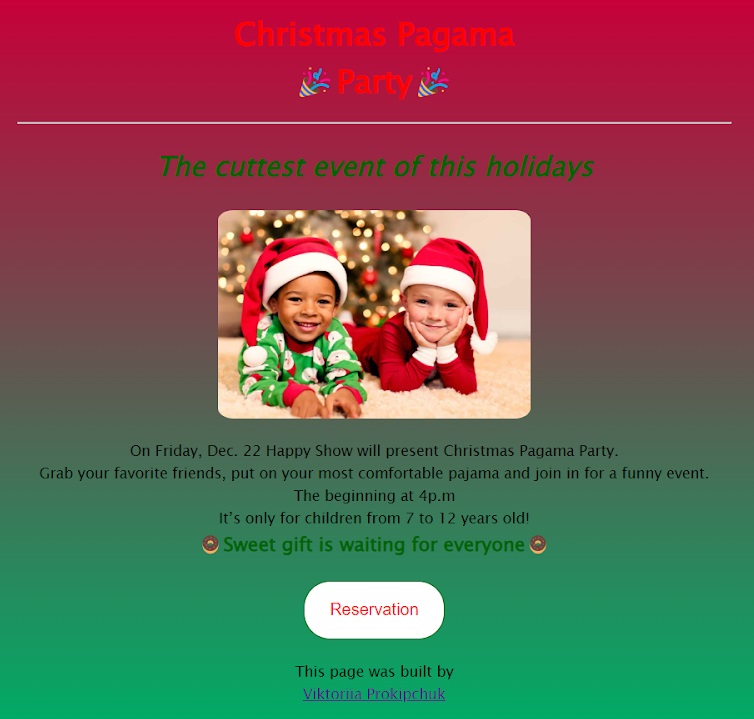 Christmas Pagama
🎉Party🎉
The cuttest event of this holidays
On Friday, Dec. 22 Happy Show will present Christmas Pagama Party.
Grab your favorite friends, put on your most comfortable pajama and join in for a funny event.
The beginning at 4p.m
It's only for children from 7 to 12 years old!
🍩Sweet gift is waiting for everyone🍩
Reservation
This page was built by
Viktoriia Prokipchuk